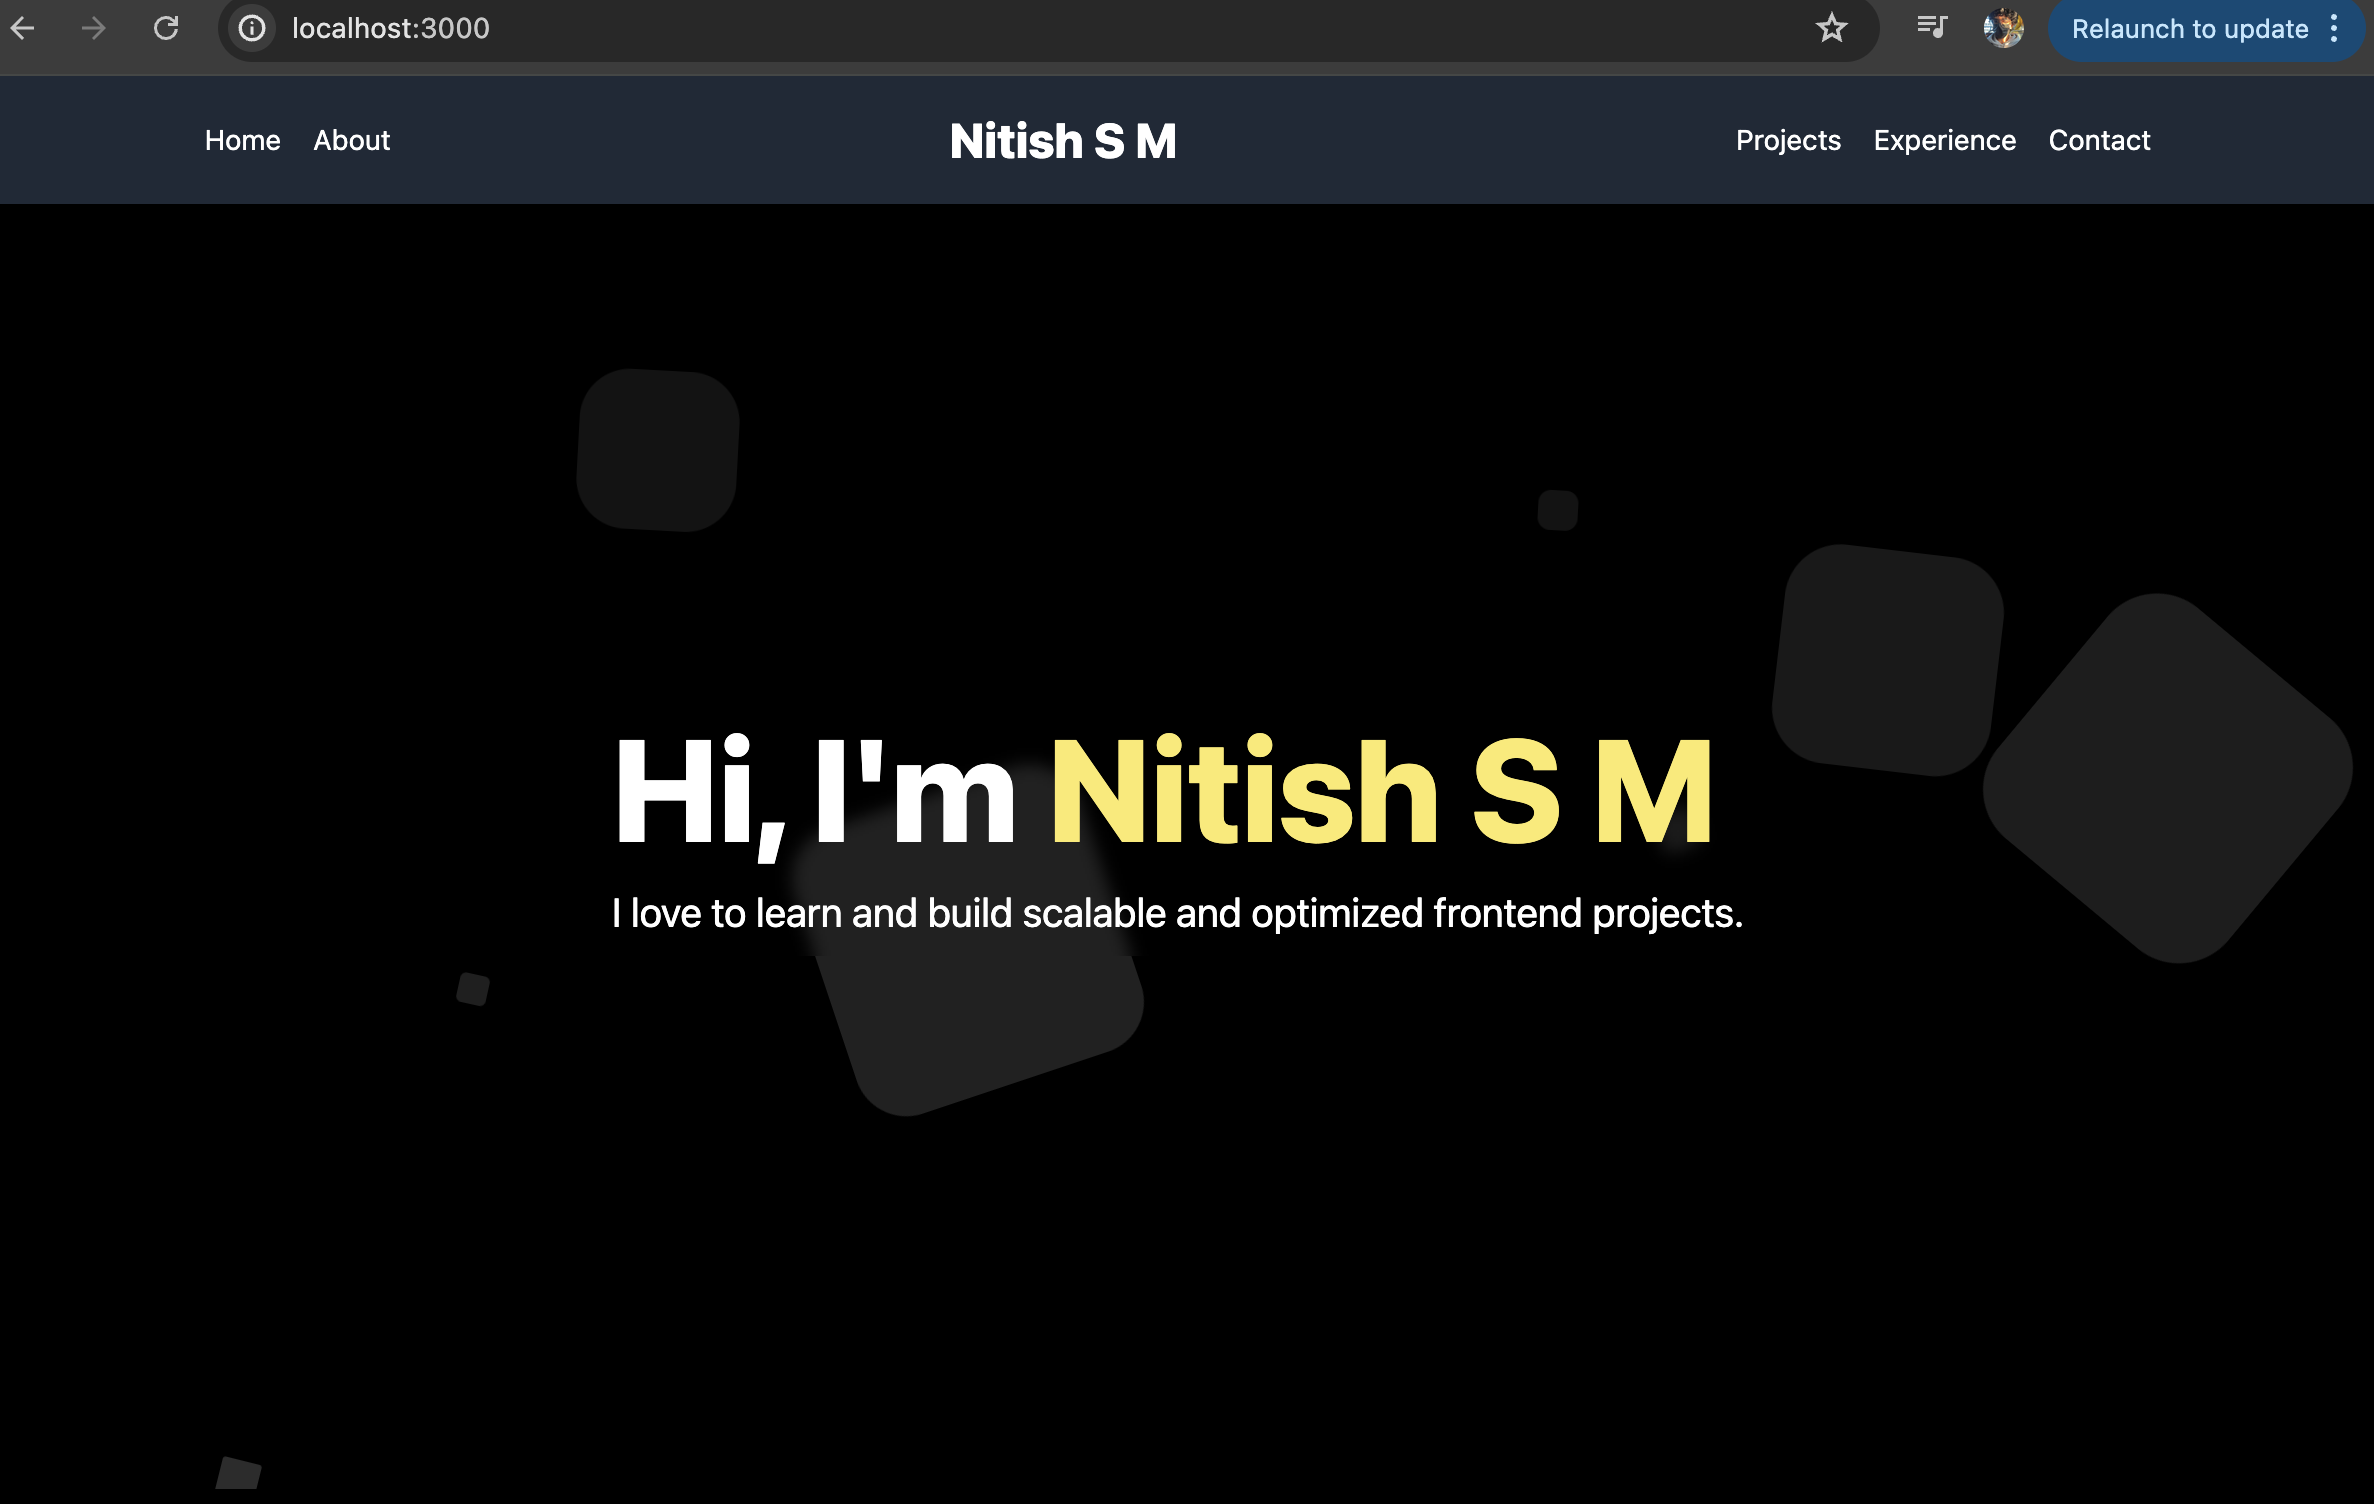 localhost:3000
Relaunch to update
Home About Nitish S M Projects Experience Contact
Hi, I'm Nitish S M
I love to learn and build scalable and optimized frontend projects.